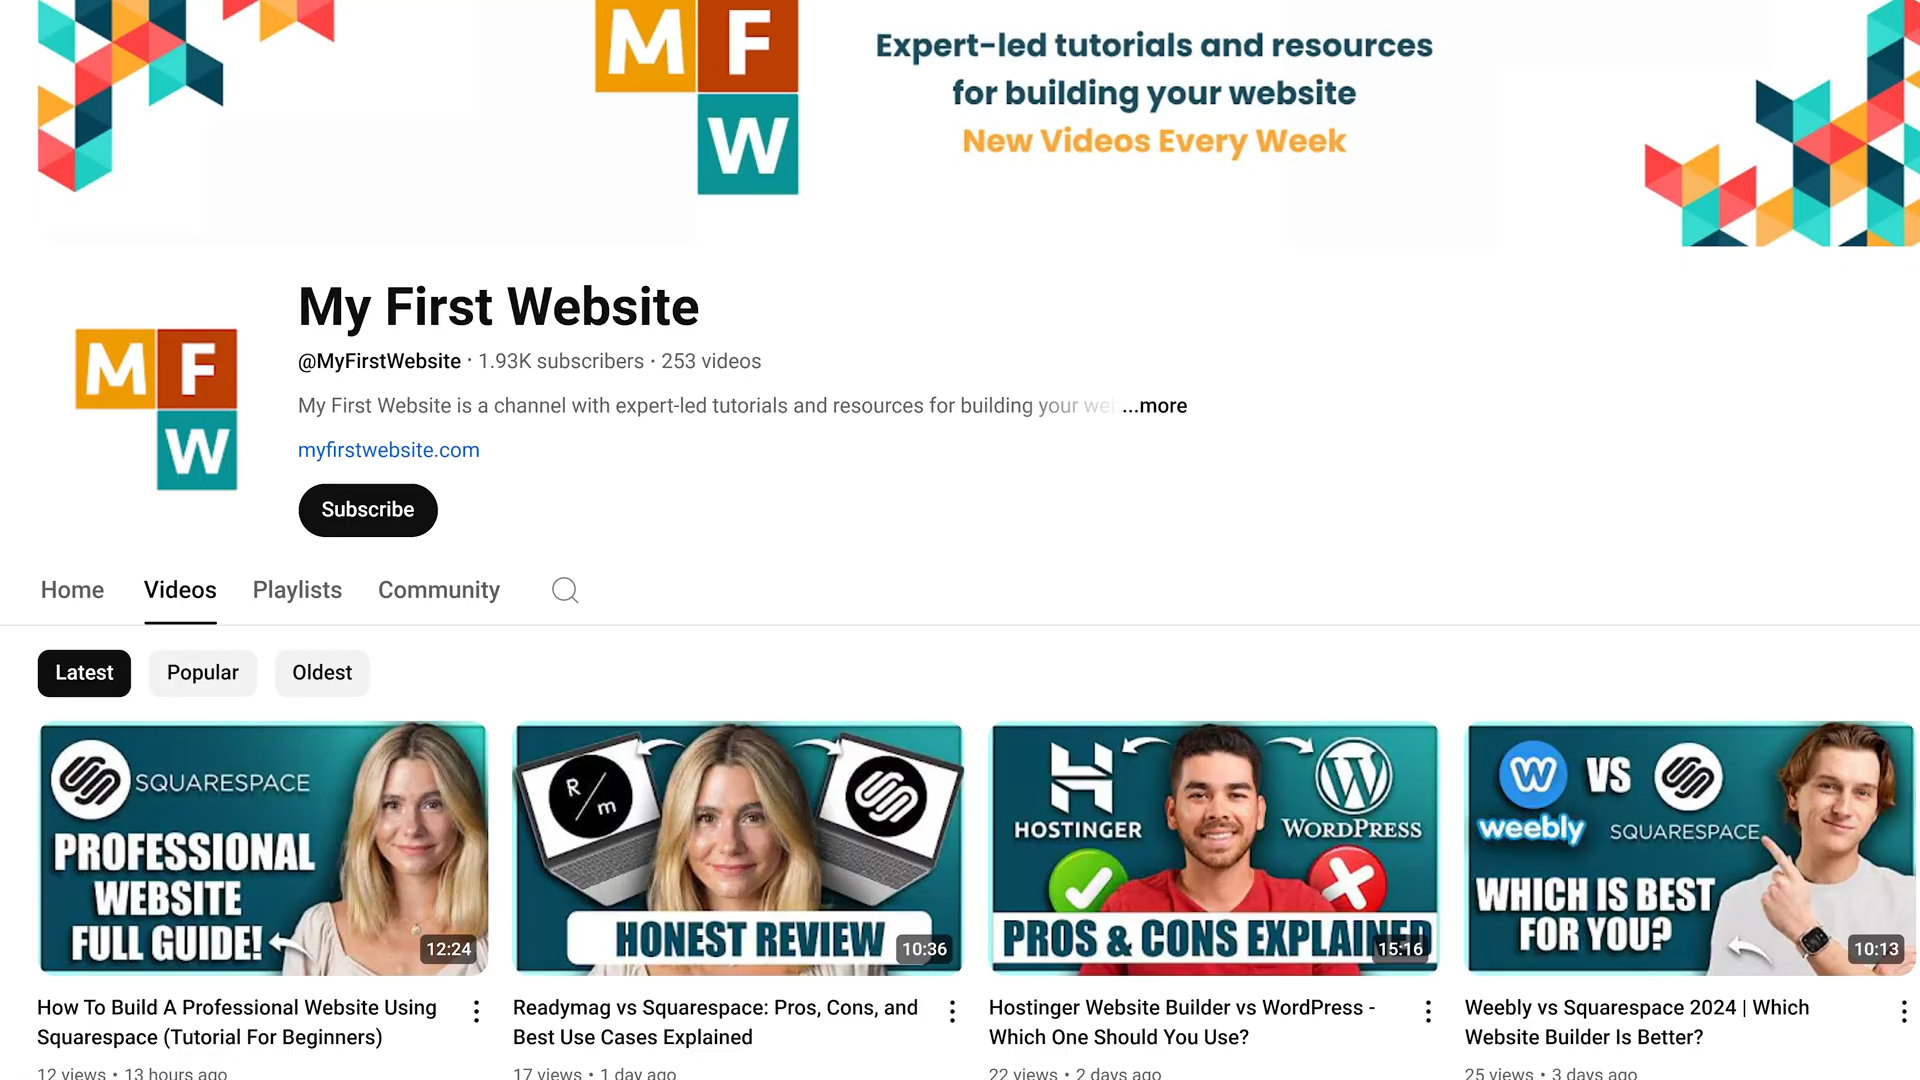 M F
W
Expert-led tutorials and resources
for building your website
New Videos Every Week
M F
W
My First Website
@MyFirstWebsite · 1.93K subscribers · 253 videos
My First Website is a channel with expert-led tutorials and resources for building your web ...more
myfirstwebsite.com
Subscribe
Home Videos Playlists Community
Latest Popular Oldest
SQUARESPACE
PROFESSIONAL
WEBSITE
FULL GUIDE!
12:24
How To Build A Professional Website Using
Squarespace (Tutorial For Beginners)
12 views • 13 hours ago
R/m
HONEST REVIEW
10:36
Readymag vs Squarespace: Pros, Cons, and
Best Use Cases Explained
17 views • 1 day ago
H W
HOSTINGER WORDPRESS
PROS & CONS EXPLAINED
15:16
Hostinger Website Builder vs WordPress -
Which One Should You Use?
22 views • 2 days ago
W VS
weebly SQUARESPACE
WHICH IS BEST
FOR YOU?
10:13
Weebly vs Squarespace 2024 | Which
Website Builder Is Better?
25 views • 3 days ago